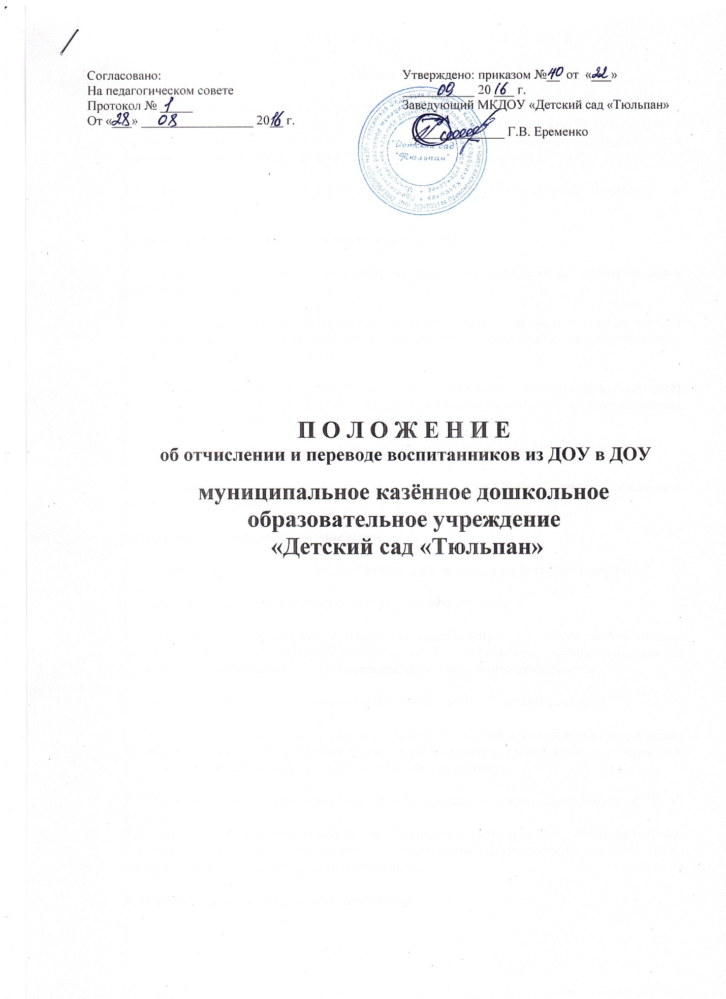 Согласовано:
На педагогическом совете
Протокол № 1
От «28» 08 2016 г.
Утверждено: приказом № 40 от «22»
09 2016 г.
Заведующий МКДОУ «Детский сад «Тюльпан»
Г.В. Еременко
"Детский сад
"Тюльпан"
П О Л О Ж Е Н И Е
об отчислении и переводе воспитанников из ДОУ в ДОУ
муниципальное казённое дошкольное
образовательное учреждение
«Детский сад «Тюльпан»